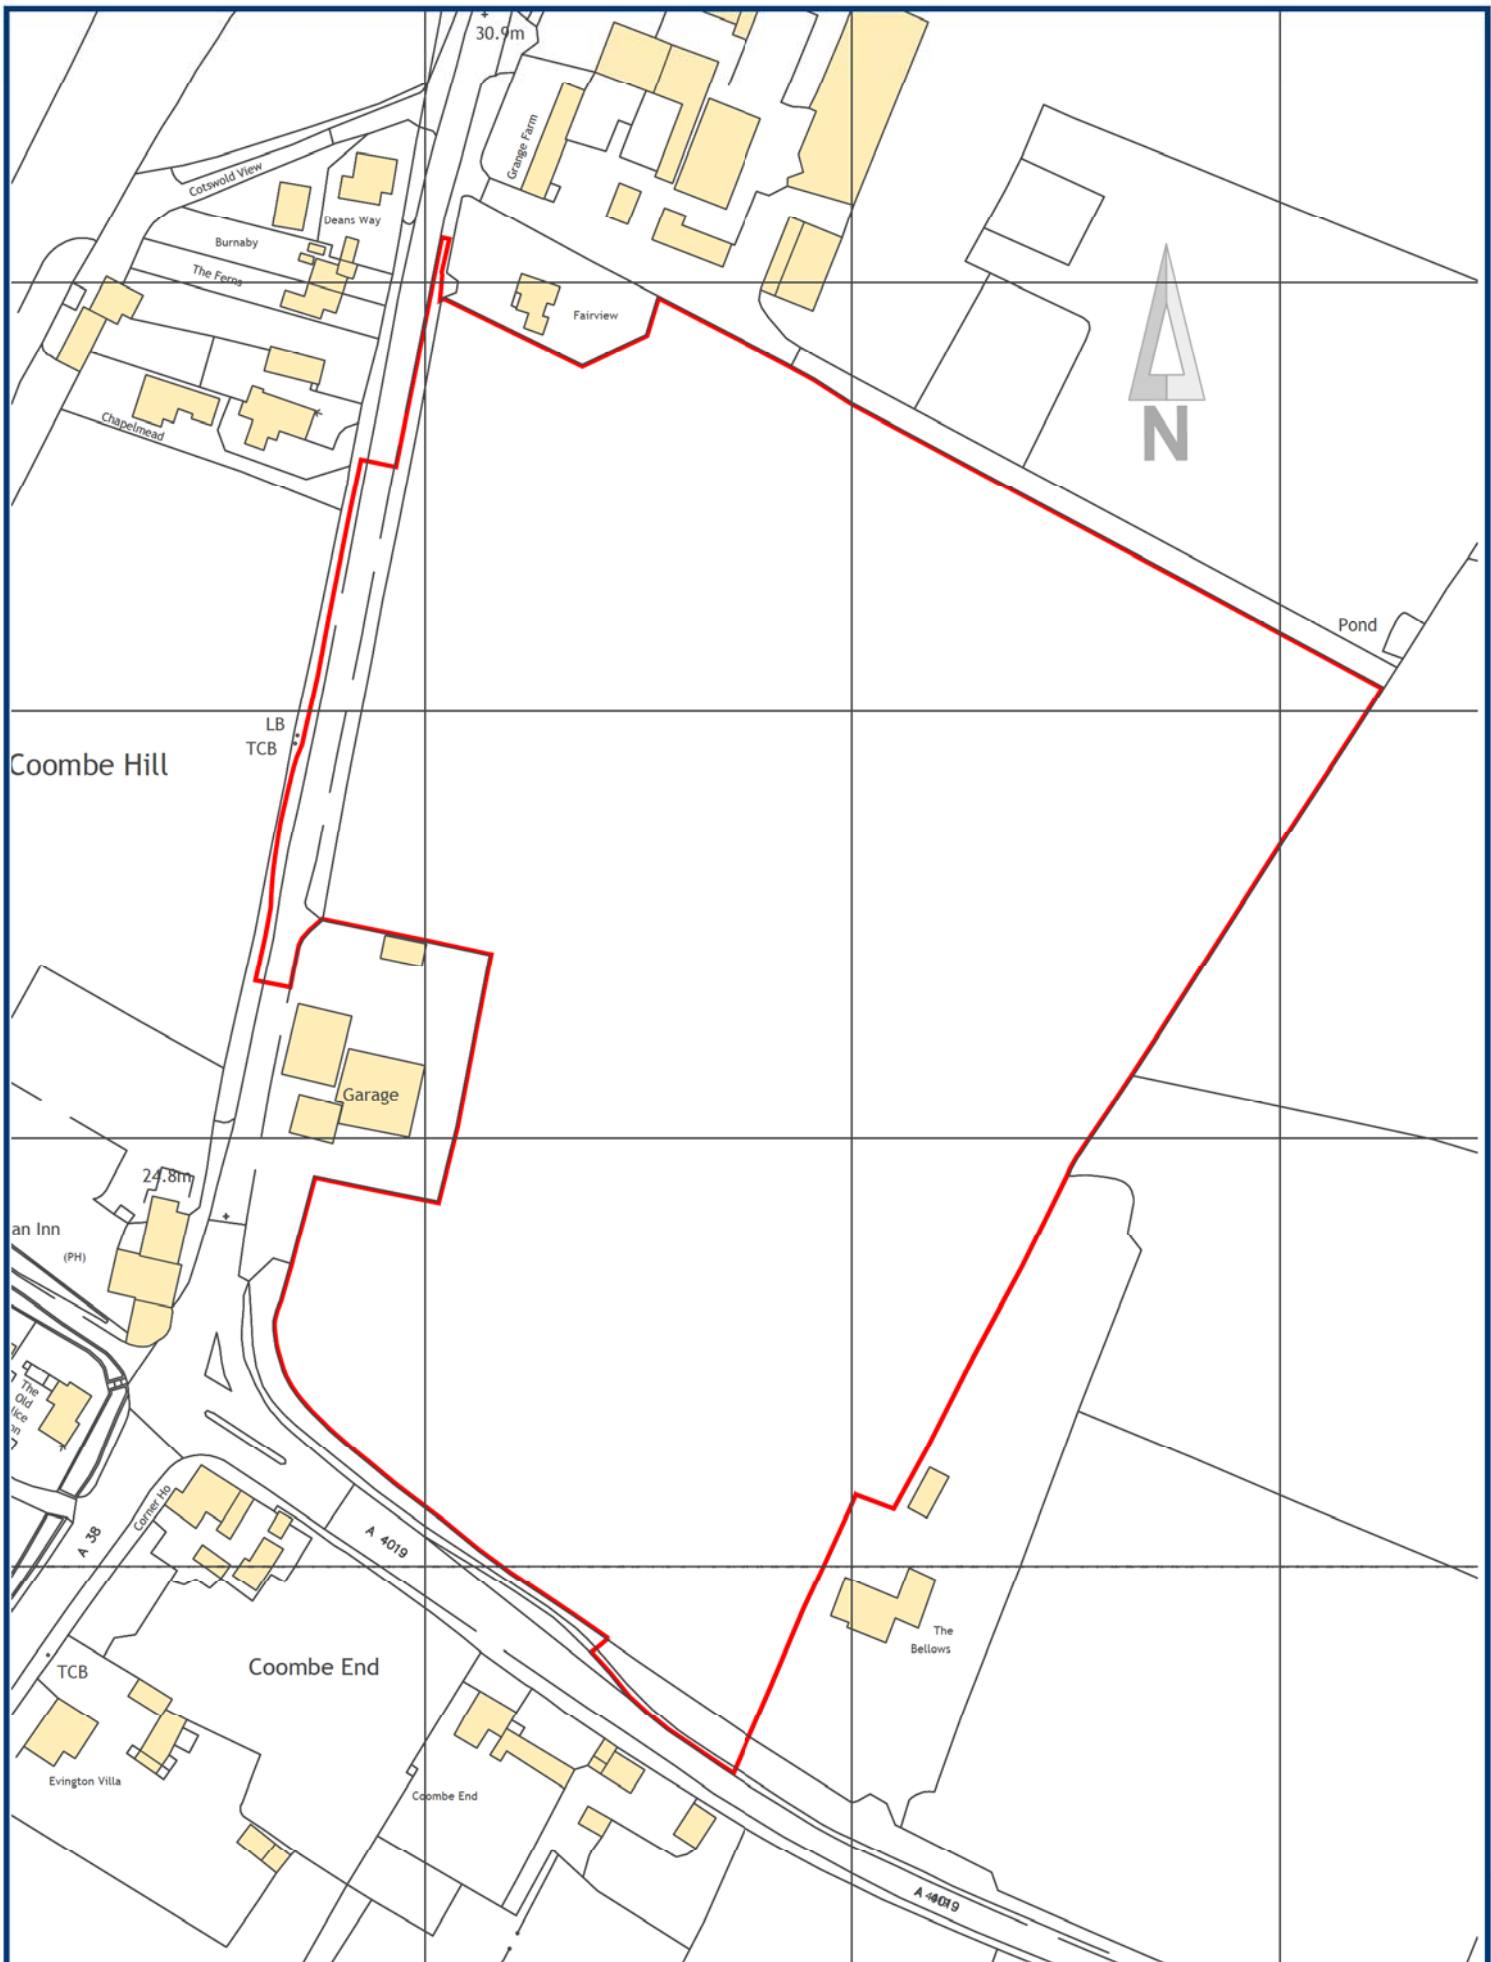 30.9m
Grange Farm
Cotswold View
Deans Way
Burnaby
The Ferns
Fairview
Chapelmead
N
Pond
LB
TCB
Coombe Hill
Garage
24.8m
an Inn
(PH)
The
Old
lice
on
Corner Ho
A 38
A 4019
The
Bellows
TCB
Coombe End
Evington Villa
Coombe End
A 4019